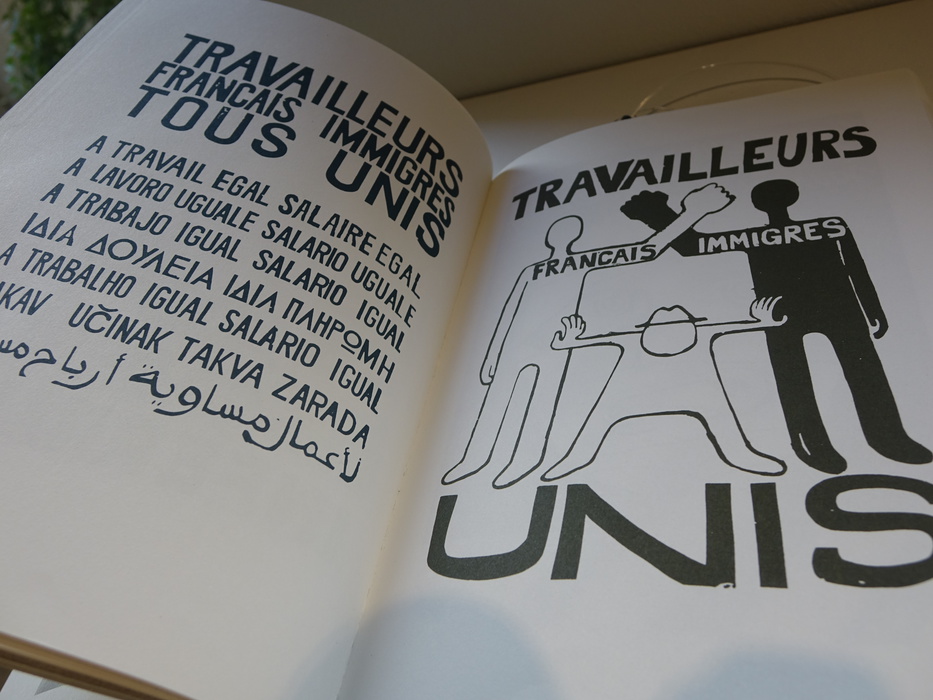 TRAVAILLEURS
FRANCAIS IMMIGRES
TOUS UNIS
A TRAVAIL EGAL SALAIRE EGAL
A LAVORO UGUALE SALARIO UGUALE
A TRABAJO IGUAL SALARIO IGUAL
ΙΔΙΑ ΔΟΥΛΕΙΑ ΙΔΙΑ ΠΛΗΡΩΜΗ
A TRABALHO IGUAL SALARIO IGUAL
UČINAK TAKVA ZARADA
لأعمال مساوية أرباح
TRAVAILLEURS
FRANCAIS IMMIGRES
UNIS